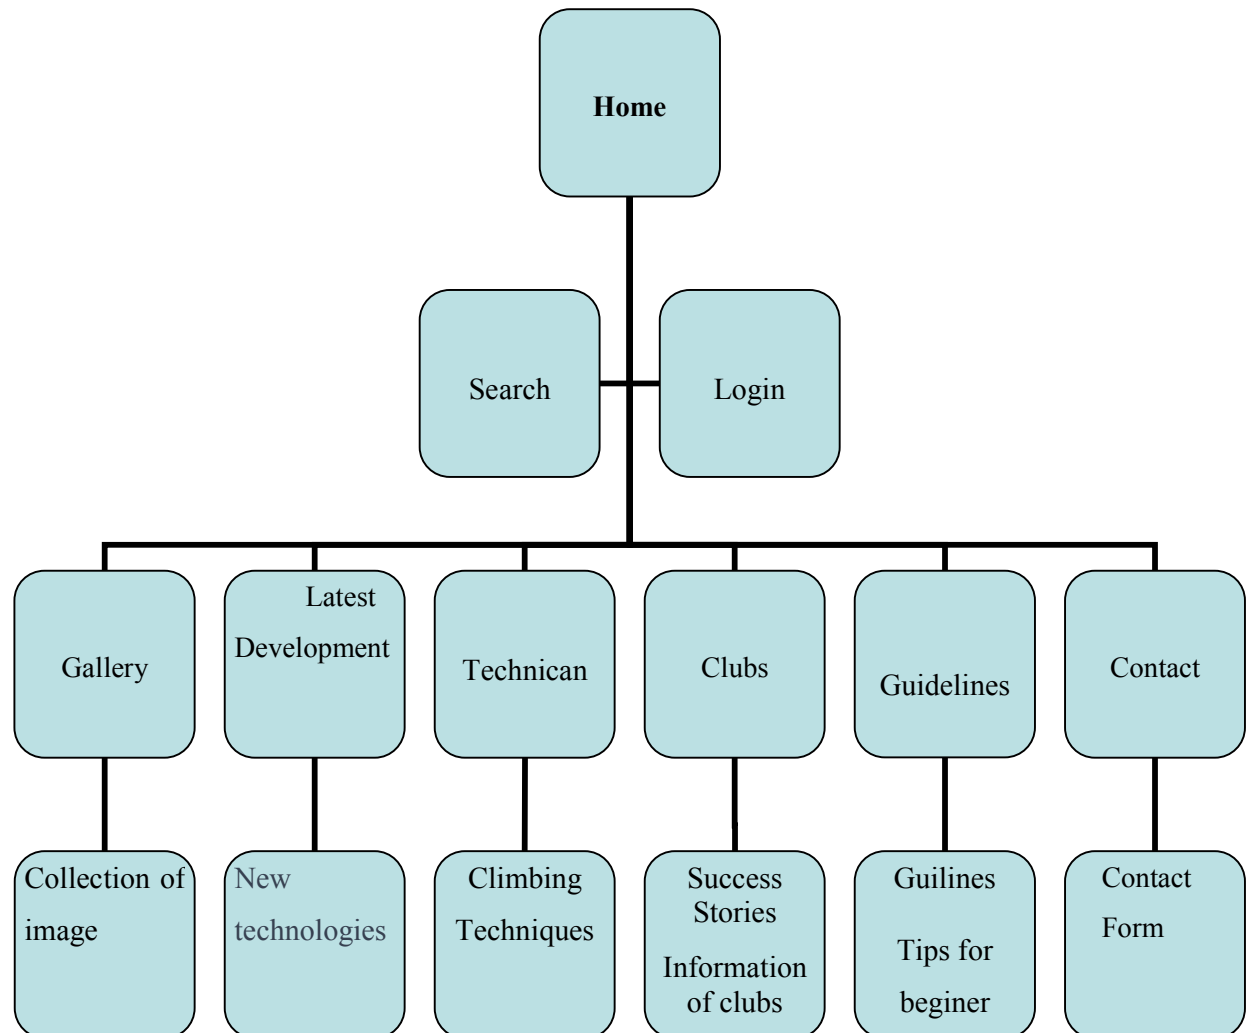 Home
Search
Login
Gallery
Latest
Development
Technican
Clubs
Guidelines
Contact
Collection of
image
New
technologies
Climbing
Techniques
Success
Stories
Information
of clubs
Guilines
Tips for
beginer
Contact
Form